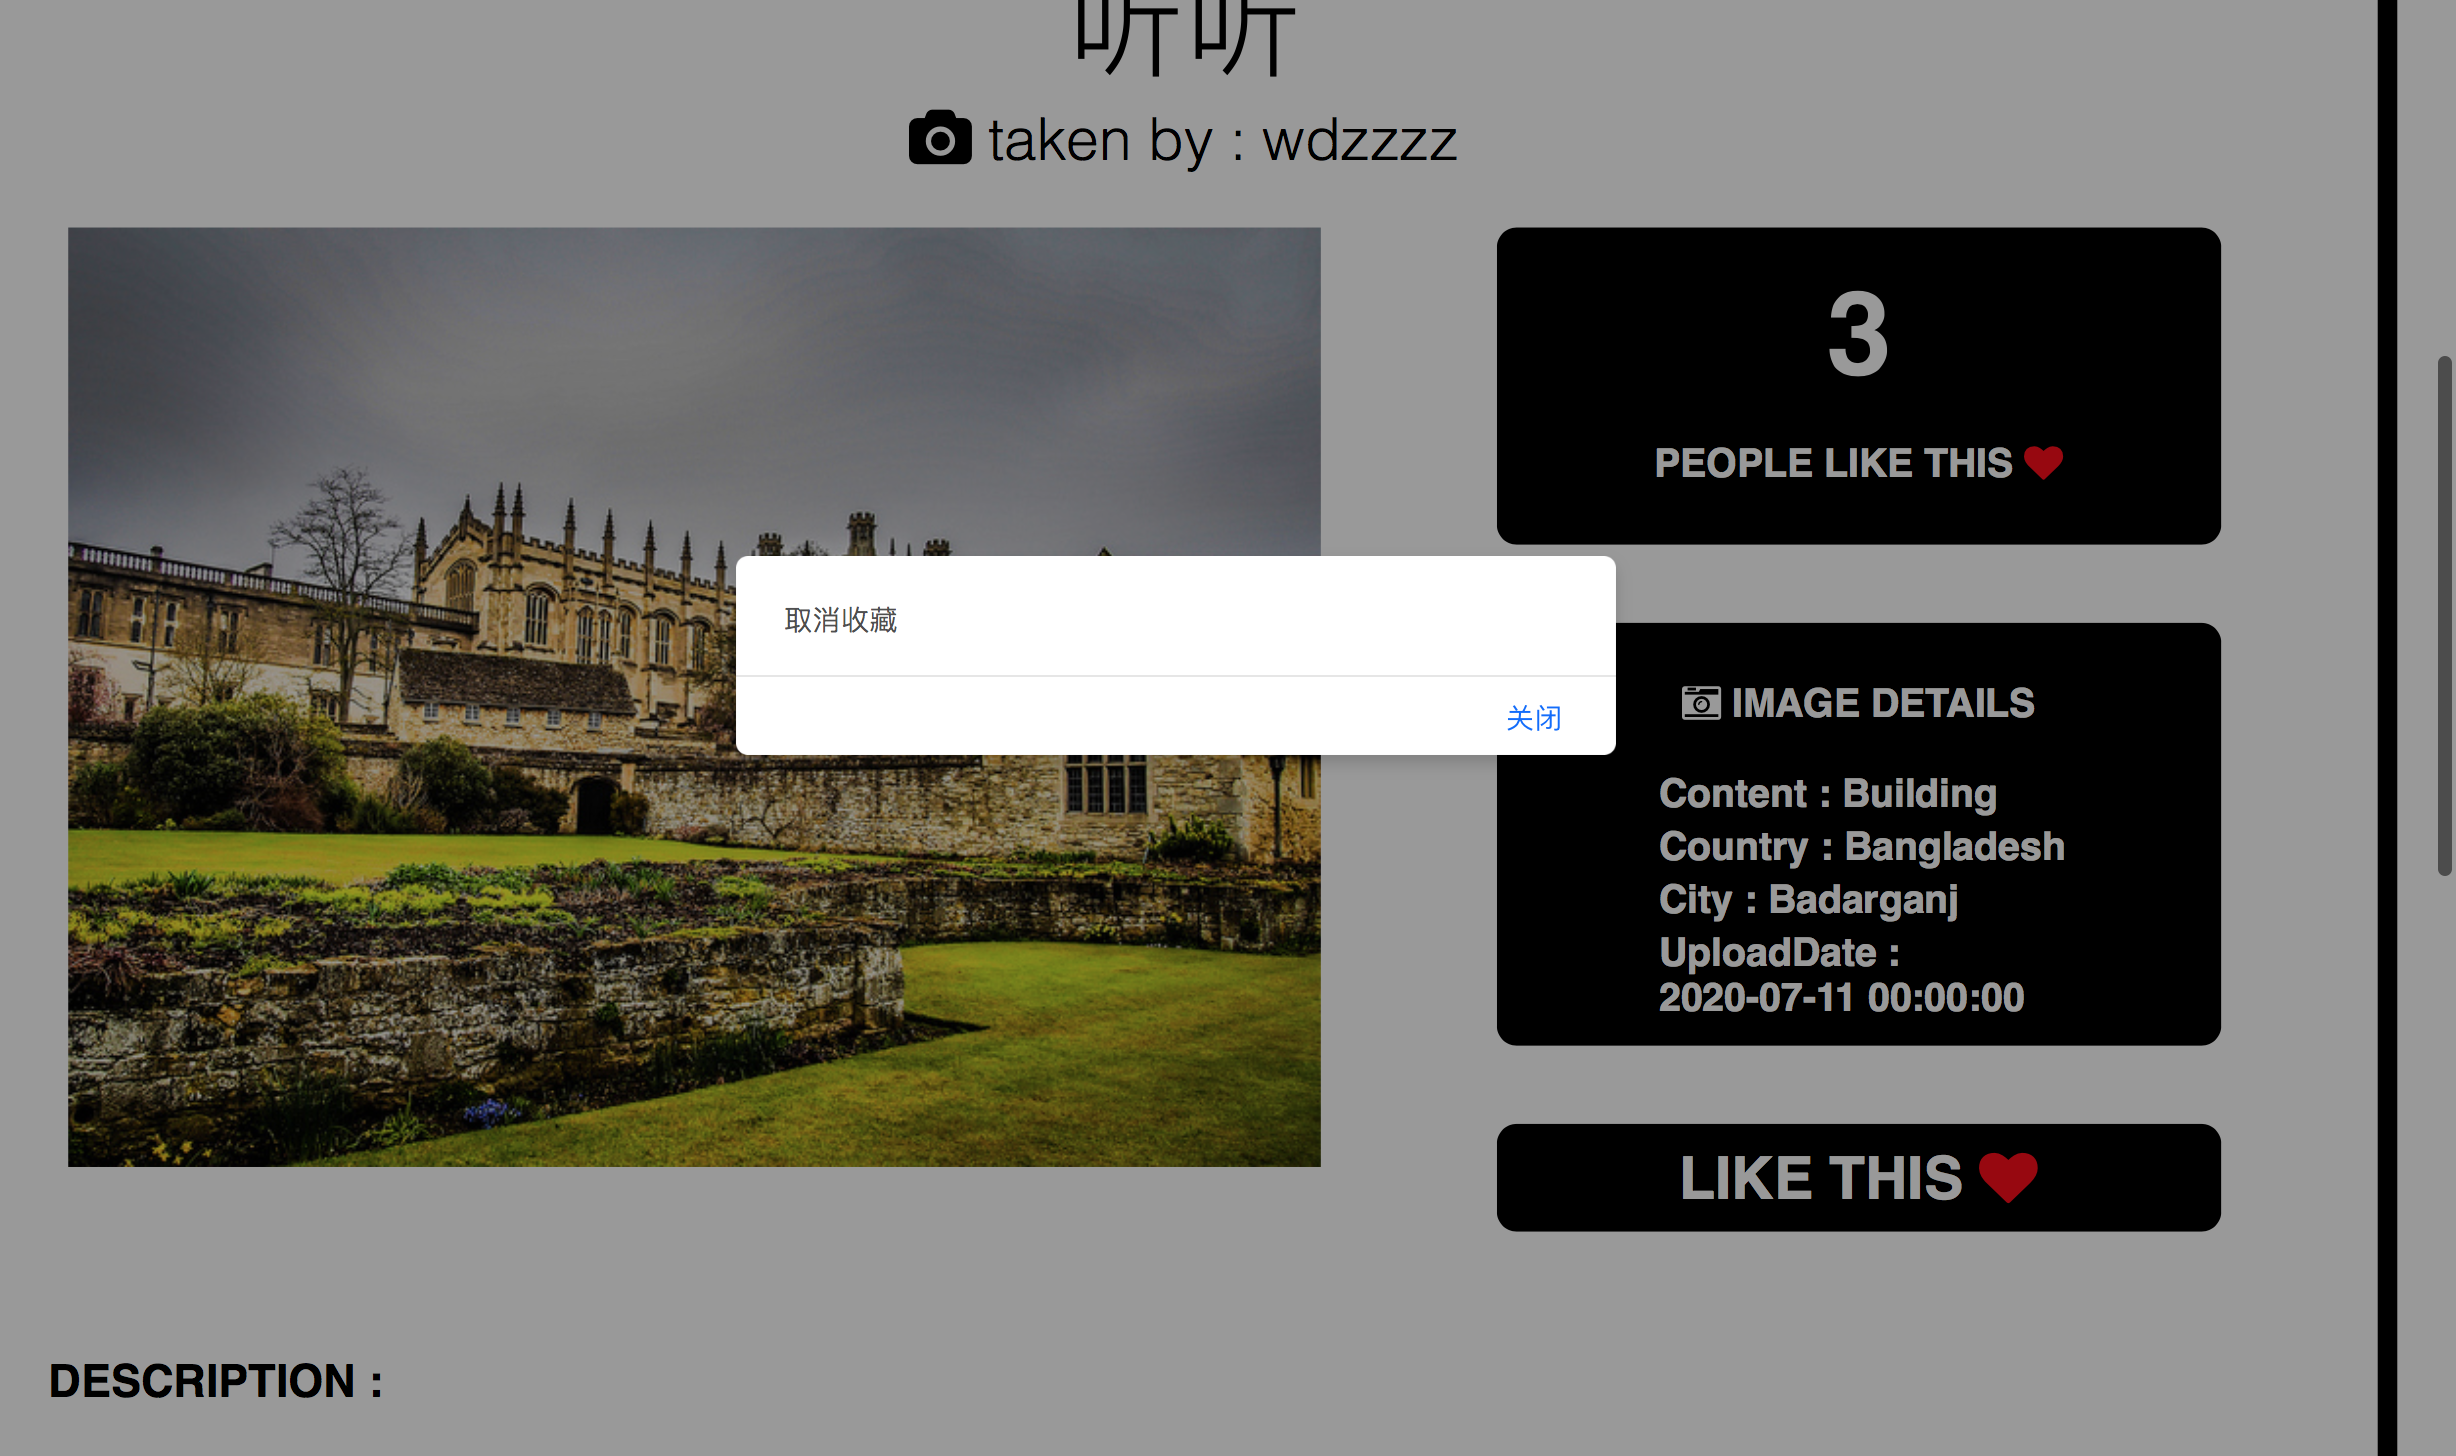 听听
taken by : wdzzzz
3
PEOPLE LIKE THIS
取消收藏
关闭
IMAGE DETAILS
Content : Building
Country : Bangladesh
City : Badarganj
UploadDate :
2020-07-11 00:00:00
LIKE THIS
DESCRIPTION :